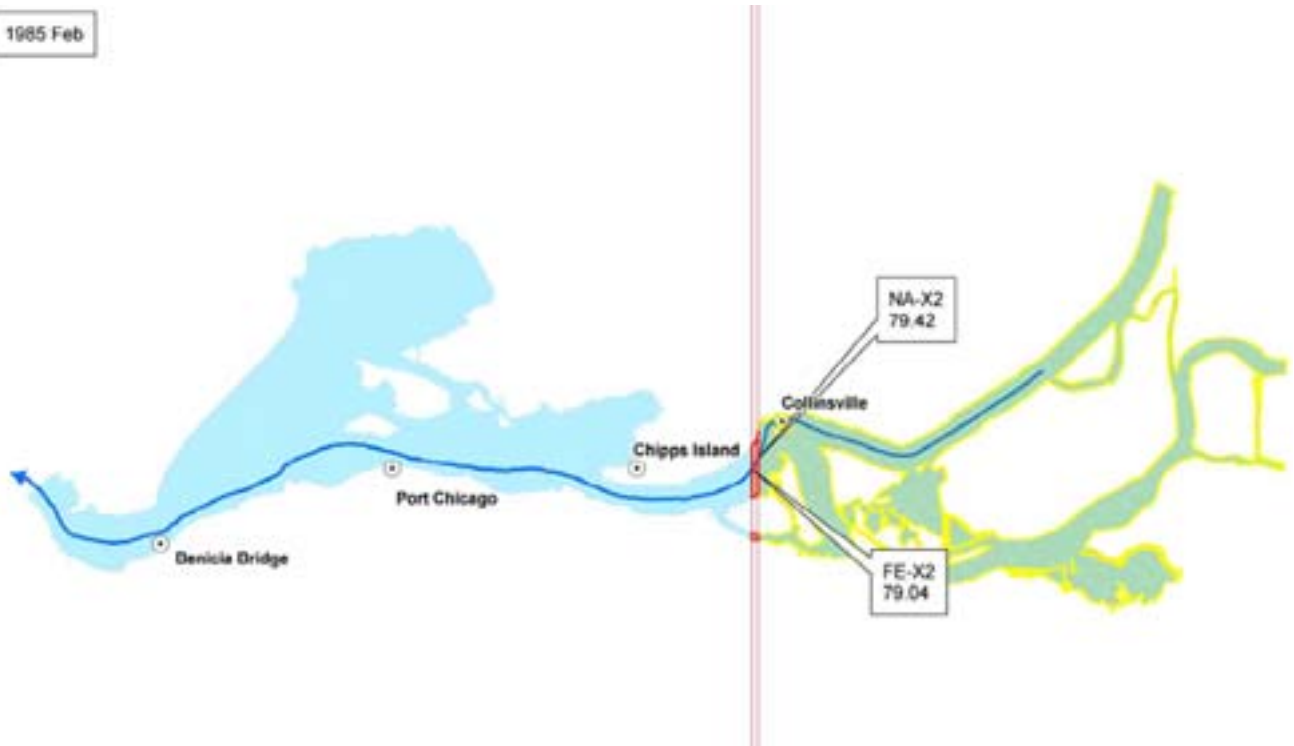 1985 Feb
NA-X2
79.42
Collinsville
Chipps Island
Port Chicago
Benicia Bridge
FE-X2
79.04